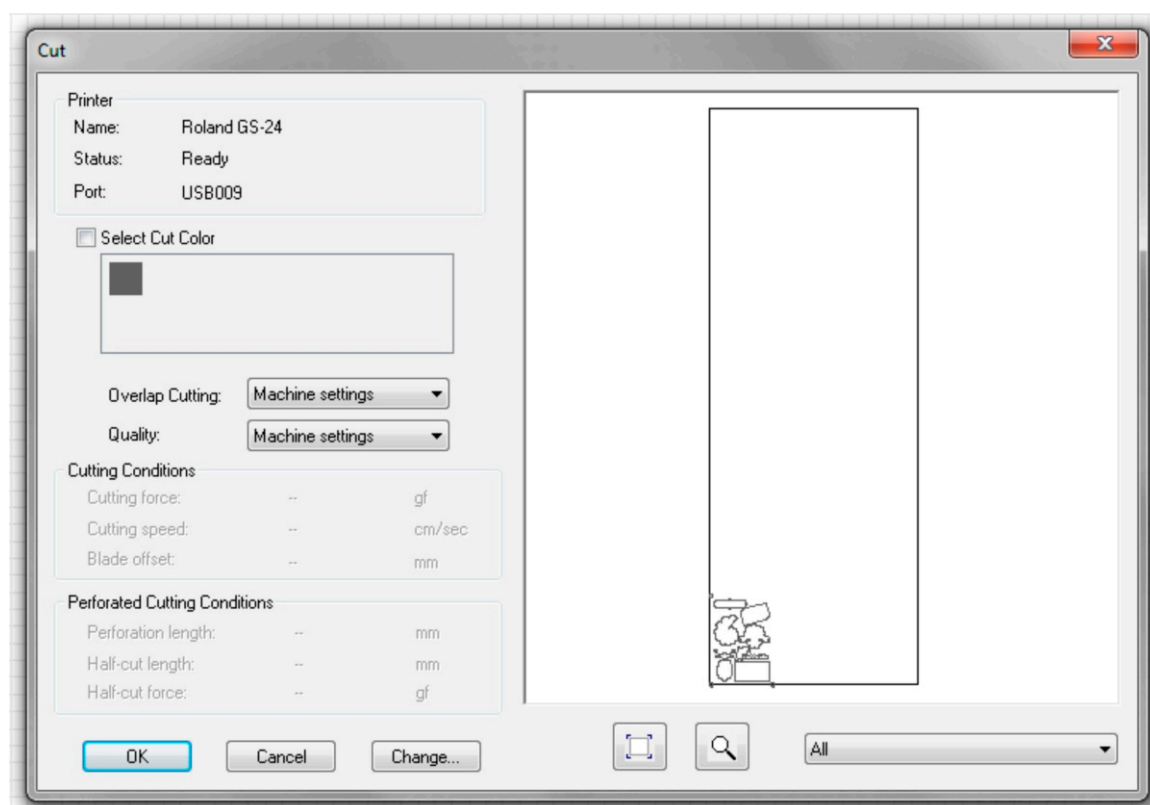 Cut
Printer
Name: Roland GS-24
Status: Ready
Port: USB009
Select Cut Color
Overlap Cutting: Machine settings
Quality: Machine settings
Cutting Conditions
Cutting force: -- gf
Cutting speed: -- cm/sec
Blade offset: -- mm
Perforated Cutting Conditions
Perforation length: -- mm
Half-cut length: -- mm
Half-cut force: -- gf
OK Cancel Change... All